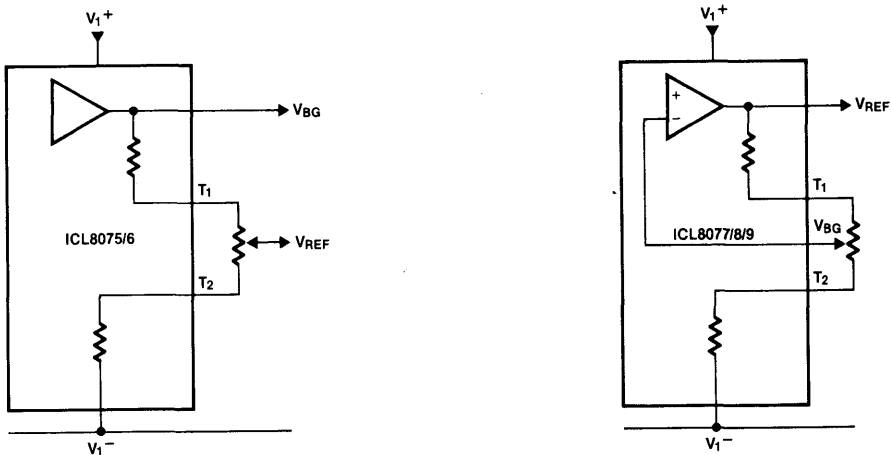 V1+
VBG
T1
ICL8075/6
VREF
T2
V1−
V1+
+
−
VREF
T1
VBG
ICL8077/8/9
T2
V1−